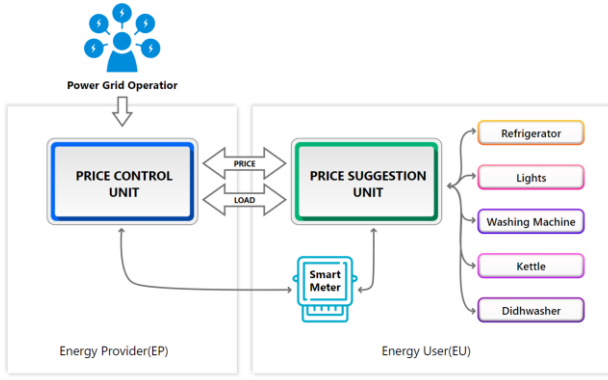 Power Grid Operatior
PRICE CONTROL
UNIT
PRICE
LOAD
PRICE SUGGESTION
UNIT
Refrigerator
Lights
Washing Machine
Kettle
Didhwasher
Smart
Meter
Energy Provider(EP)
Energy User(EU)